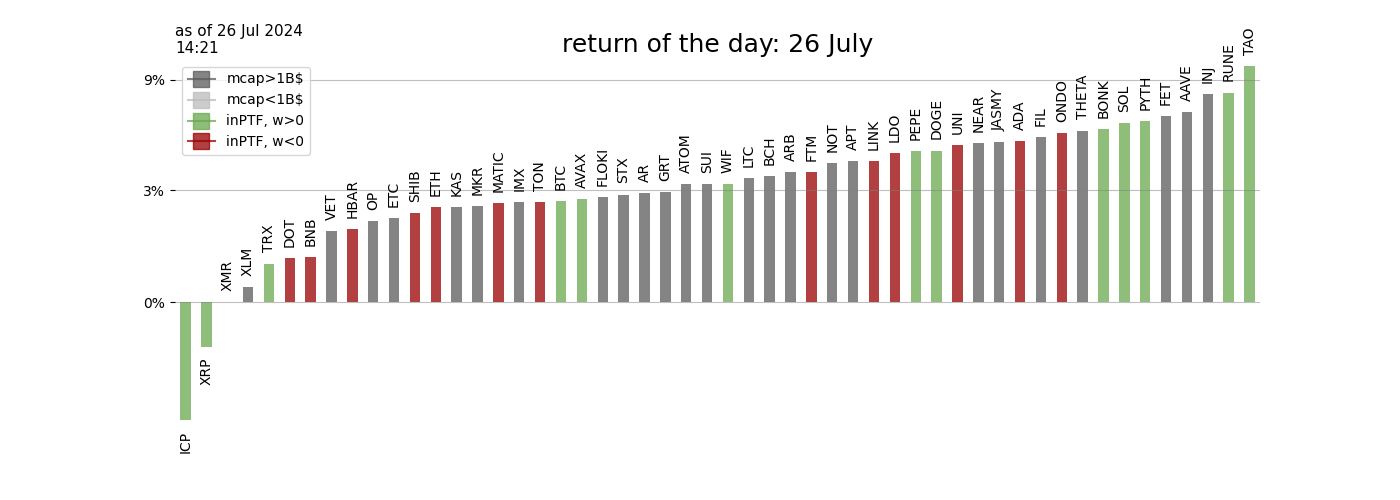 as of 26 Jul 2024
14:21
return of the day: 26 July
mcap>1B$
mcap<1B$
inPTF, w>0
inPTF, w<0
9%
3%
0%
ICP
XRP
XMR
XLM
TRX
DOT
BNB
VET
HBAR
OP
ETC
SHIB
ETH
KAS
MKR
MATIC
IMX
TON
BTC
AVAX
FLOKI
STX
AR
GRT
ATOM
SUI
WIF
LTC
BCH
ARB
FTM
NOT
APT
LINK
LDO
PEPE
DOGE
UNI
NEAR
JASMY
ADA
FIL
ONDO
THETA
BONK
SOL
PYTH
FET
AAVE
INJ
RUNE
TAO